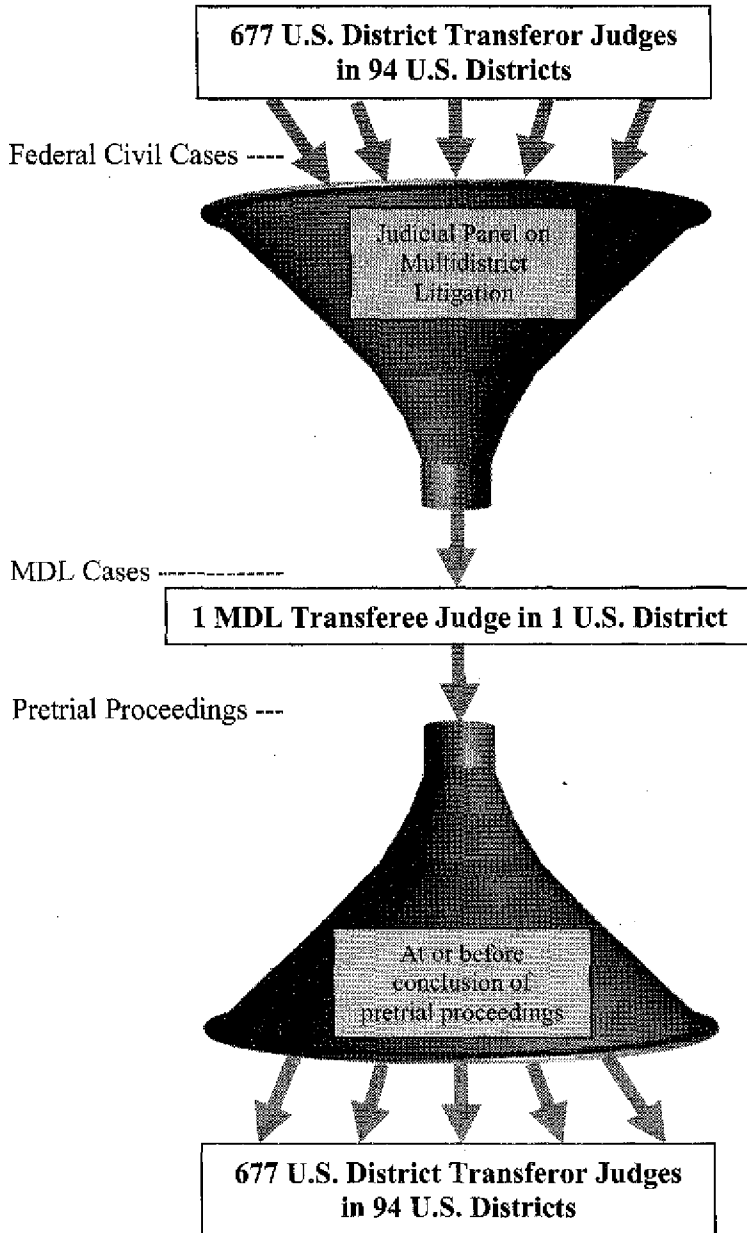 677 U.S. District Transferor Judges
in 94 U.S. Districts
Federal Civil Cases ----
Judicial Panel on
Multidistrict
Litigation
MDL Cases -------------
1 MDL Transferee Judge in 1 U.S. District
Pretrial Proceedings ---
At or before
conclusion of
pretrial proceedings
677 U.S. District Transferor Judges
in 94 U.S. Districts